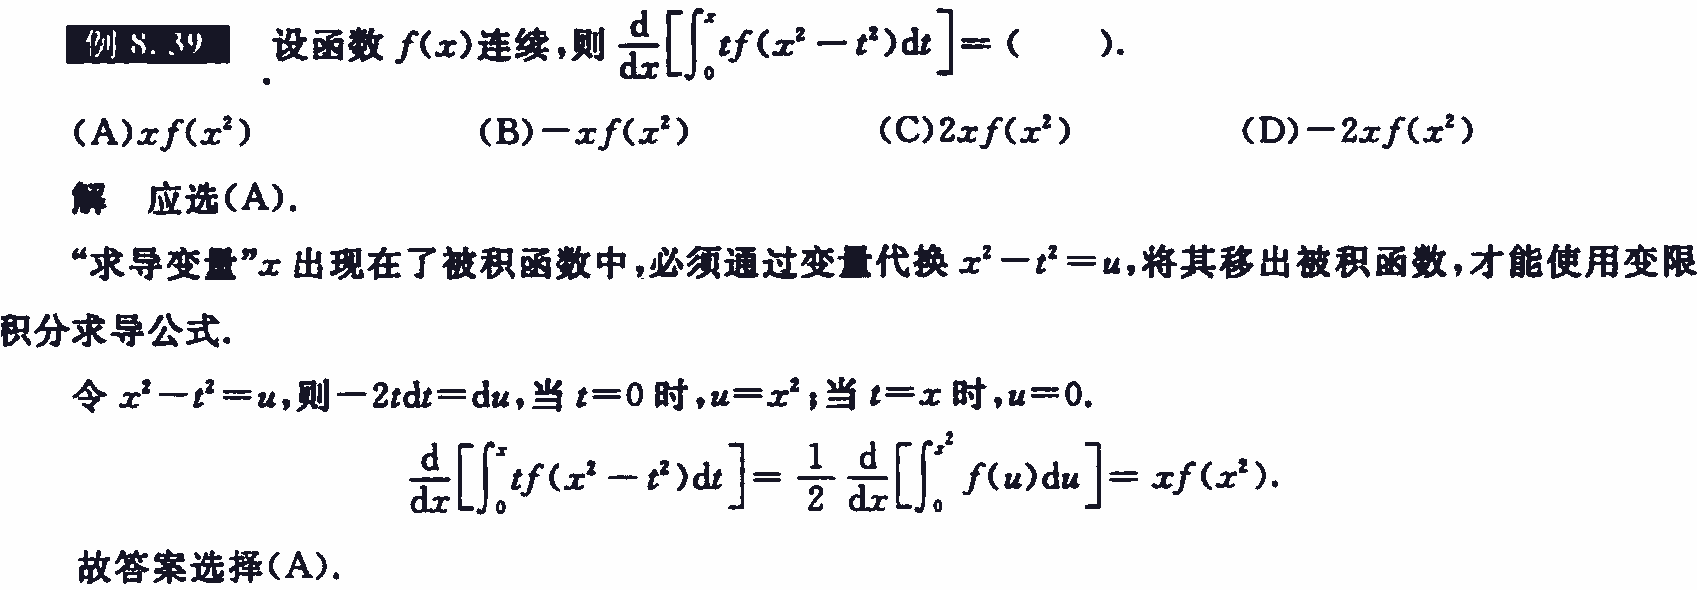 例 8.39 设函数 f(x)连续,则 d/dx[∫₀ˣ tf(x²－t²)dt]＝( ).
(A)xf(x²) (B)－xf(x²) (C)2xf(x²) (D)－2xf(x²)
解 应选(A).
“求导变量”x 出现在了被积函数中,必须通过变量代换 x²－t²＝u,将其移出被积函数,才能使用变限
积分求导公式.
令 x²－t²＝u,则－2tdt＝du,当 t＝0 时,u＝x²;当 t＝x 时,u＝0.
d/dx[∫₀ˣ tf(x²－t²)dt]＝ 1/2 d/dx[∫₀^(x²) f(u)du]＝ xf(x²).
故答案选择(A).